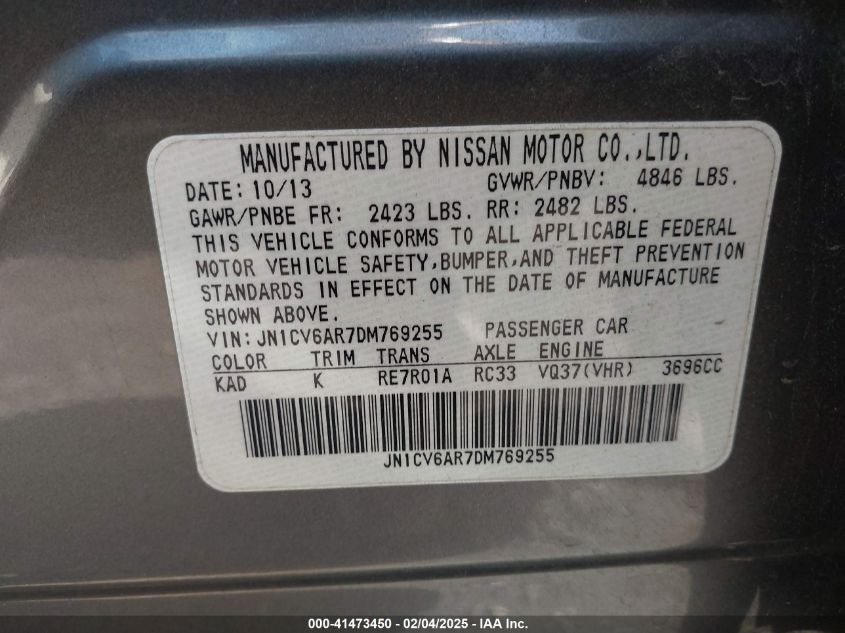 MANUFACTURED BY NISSAN MOTOR CO.,LTD.
DATE: 10/13 GVWR/PNBV: 4846 LBS.
GAWR/PNBE FR: 2423 LBS. RR: 2482 LBS.
THIS VEHICLE CONFORMS TO ALL APPLICABLE FEDERAL
MOTOR VEHICLE SAFETY,BUMPER,AND THEFT PREVENTION
STANDARDS IN EFFECT ON THE DATE OF MANUFACTURE
SHOWN ABOVE.
VIN:JN1CV6AR7DM769255 PASSENGER CAR
COLOR TRIM TRANS AXLE ENGINE
KAD K RE7R01A RC33 VQ37(VHR) 3696CC
JN1CV6AR7DM769255
000-41473450 - 02/04/2025 - IAA Inc.